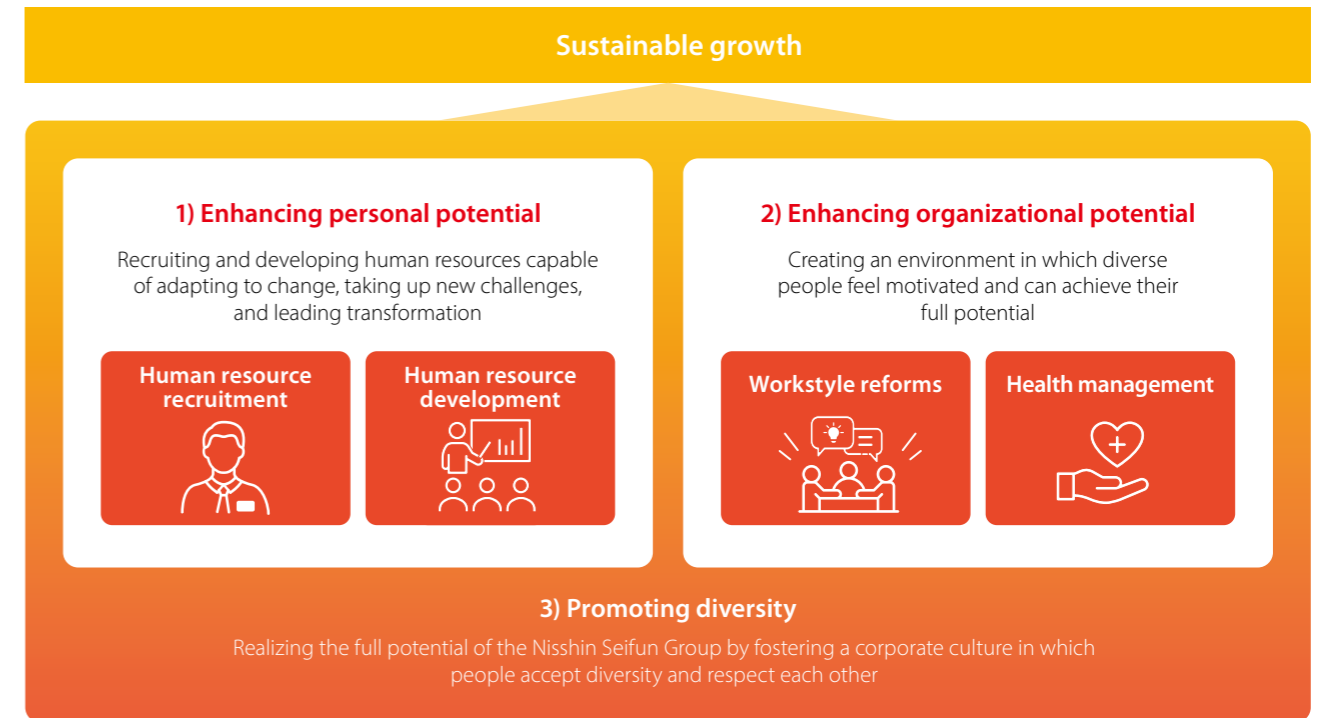 Sustainable growth
1) Enhancing personal potential
Recruiting and developing human resources capable
of adapting to change, taking up new challenges,
and leading transformation
Human resource
recruitment
Human resource
development
2) Enhancing organizational potential
Creating an environment in which diverse
people feel motivated and can achieve their
full potential
Workstyle reforms
Health management
3) Promoting diversity
Realizing the full potential of the Nisshin Seifun Group by fostering a corporate culture in which
people accept diversity and respect each other